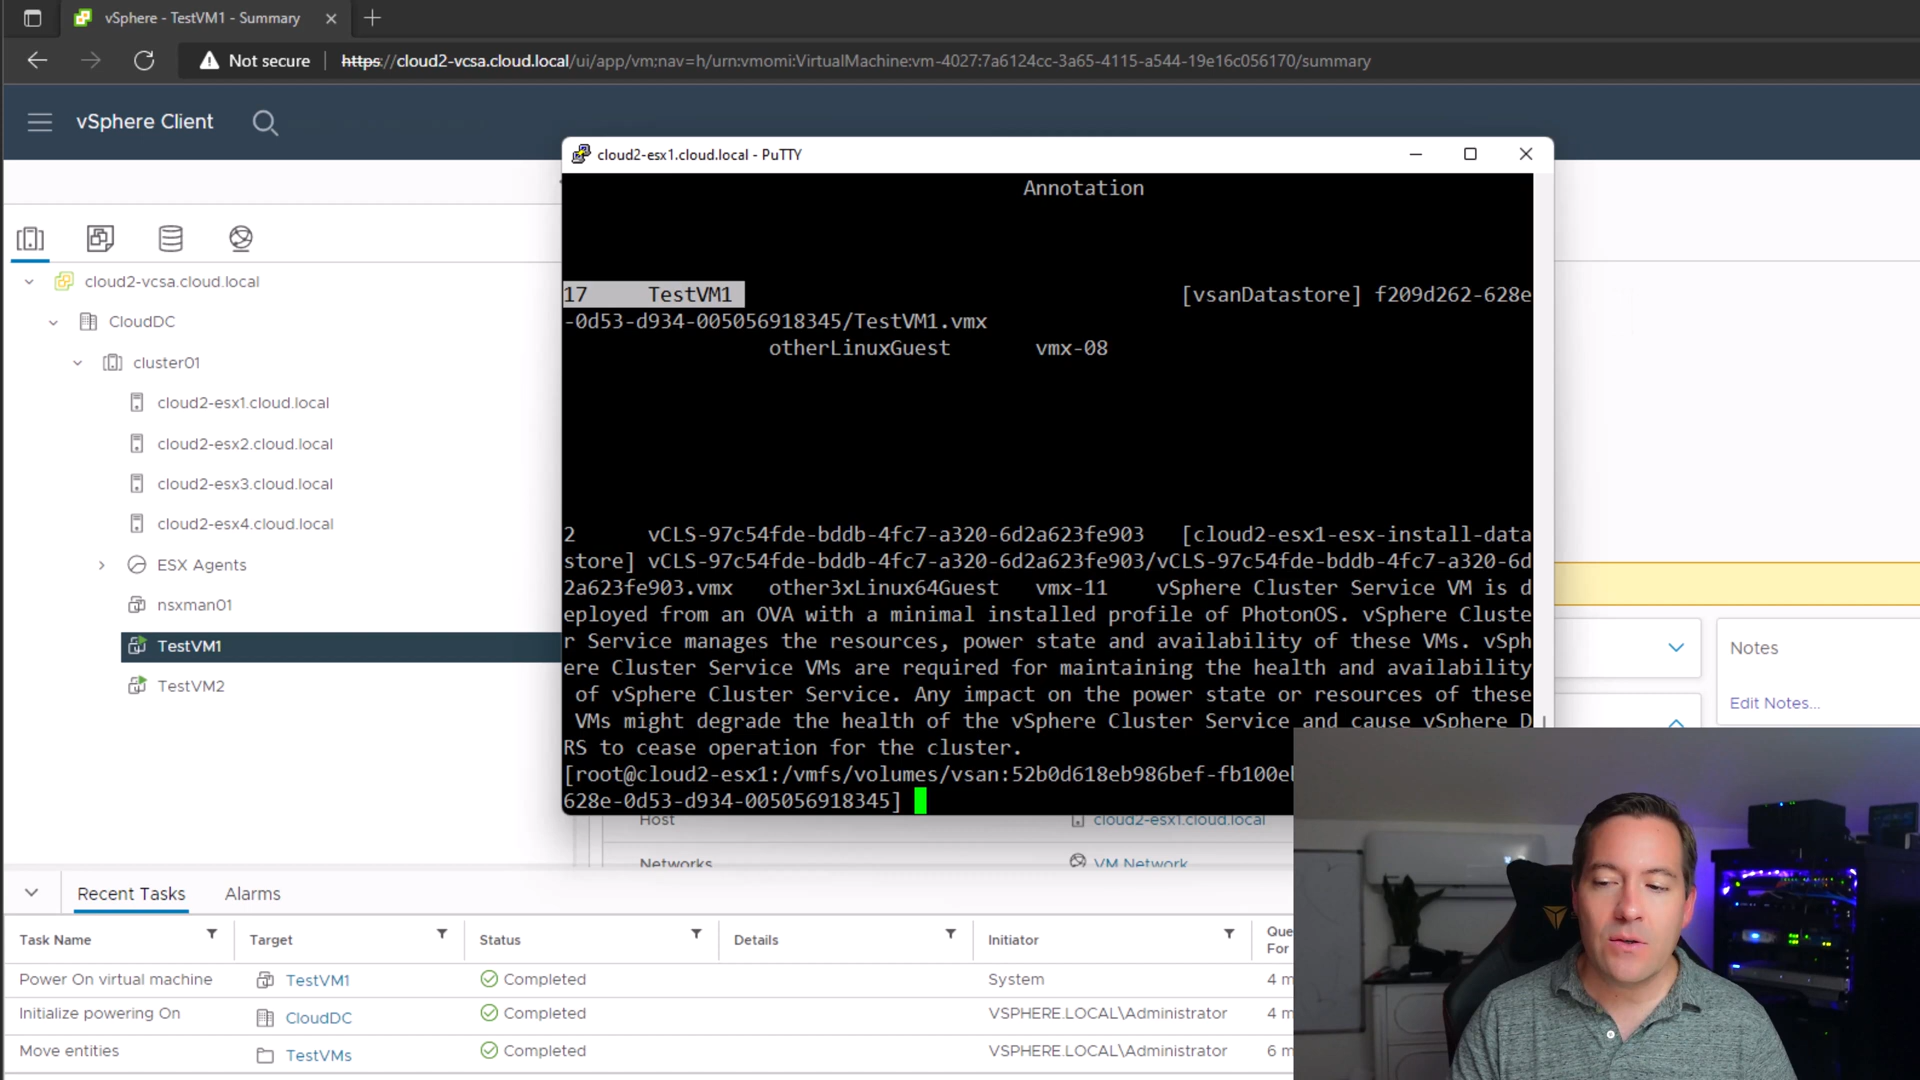 vSphere - TestVM1 - Summary
Not secure
https://cloud2-vcsa.cloud.local/ui/app/vm;nav=h/urn:vmomi:VirtualMachine:vm-4027:7a6124cc-3a65-4115-a544-19e16c056170/summary
vSphere Client
cloud2-vcsa.cloud.local
CloudDC
cluster01
cloud2-esx1.cloud.local
cloud2-esx2.cloud.local
cloud2-esx3.cloud.local
cloud2-esx4.cloud.local
ESX Agents
nsxman01
TestVM1
TestVM2
cloud2-esx1.cloud.local - PuTTY
Annotation
17 TestVM1 [vsanDatastore] f209d262-628e
-0d53-d934-005056918345/TestVM1.vmx
otherLinuxGuest vmx-08
2 vCLS-97c54fde-bddb-4fc7-a320-6d2a623fe903 [cloud2-esx1-esx-install-data
store] vCLS-97c54fde-bddb-4fc7-a320-6d2a623fe903/vCLS-97c54fde-bddb-4fc7-a320-6d
2a623fe903.vmx other3xLinux64Guest vmx-11 vSphere Cluster Service VM is d
eployed from an OVA with a minimal installed profile of PhotonOS. vSphere Cluste
r Service manages the resources, power state and availability of these VMs. vSph
ere Cluster Service VMs are required for maintaining the health and availability
of vSphere Cluster Service. Any impact on the power state or resources of these
VMs might degrade the health of the vSphere Cluster Service and cause vSphere D
RS to cease operation for the cluster.
[root@cloud2-esx1:/vmfs/volumes/vsan:52b0d618eb986bef-fb100e
628e-0d53-d934-005056918345]
Notes
Edit Notes...
Host cloud2-esx1.cloud.local
Networks VM Network
Recent Tasks Alarms
Task Name Target Status Details Initiator Que
For
Power On virtual machine TestVM1 Completed System 4 m
Initialize powering On CloudDC Completed VSPHERE.LOCAL\Administrator 4 m
Move entities TestVMs Completed VSPHERE.LOCAL\Administrator 6 m